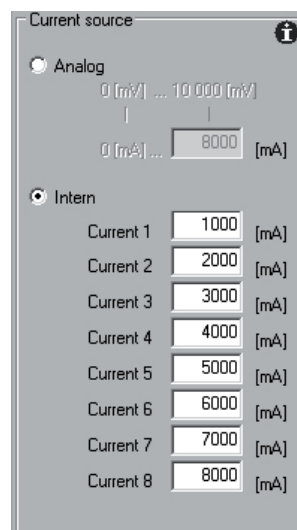 Current source
Analog
0 [mV] ... 10 000 [mV]
0 [mA] ... 8000 [mA]
Intern
Current 1 1000 [mA]
Current 2 2000 [mA]
Current 3 3000 [mA]
Current 4 4000 [mA]
Current 5 5000 [mA]
Current 6 6000 [mA]
Current 7 7000 [mA]
Current 8 8000 [mA]